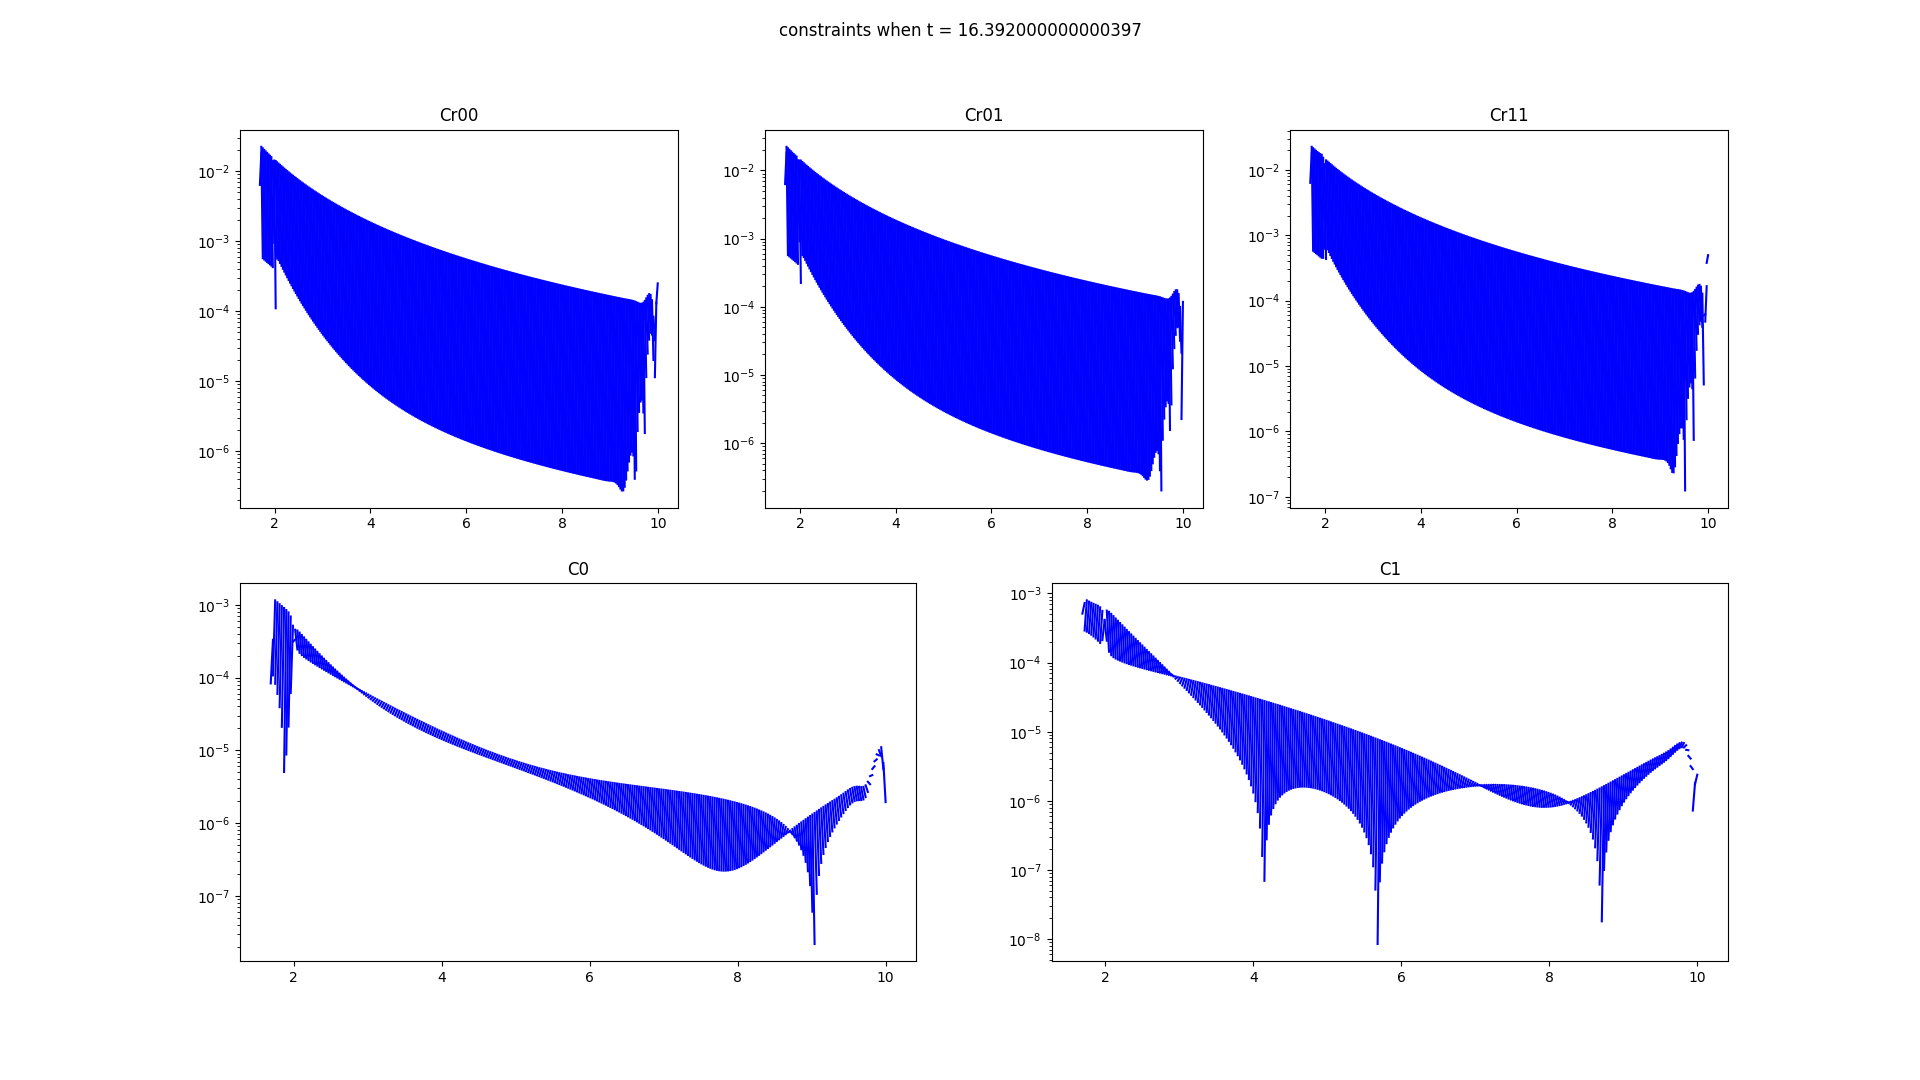 constraints when t = 16.392000000000397
Cr00 Cr01 Cr11
10⁻² 10⁻² 10⁻²
10⁻³ 10⁻³ 10⁻³
10⁻⁴ 10⁻⁴ 10⁻⁴
10⁻⁵ 10⁻⁵ 10⁻⁵
10⁻⁶ 10⁻⁶ 10⁻⁶
10⁻⁷
2 4 6 8 10 2 4 6 8 10 2 4 6 8 10
C0 C1
10⁻³ 10⁻³
10⁻⁴ 10⁻⁴
10⁻⁵ 10⁻⁵
10⁻⁶ 10⁻⁶
10⁻⁷ 10⁻⁷
10⁻⁸
2 4 6 8 10 2 4 6 8 10